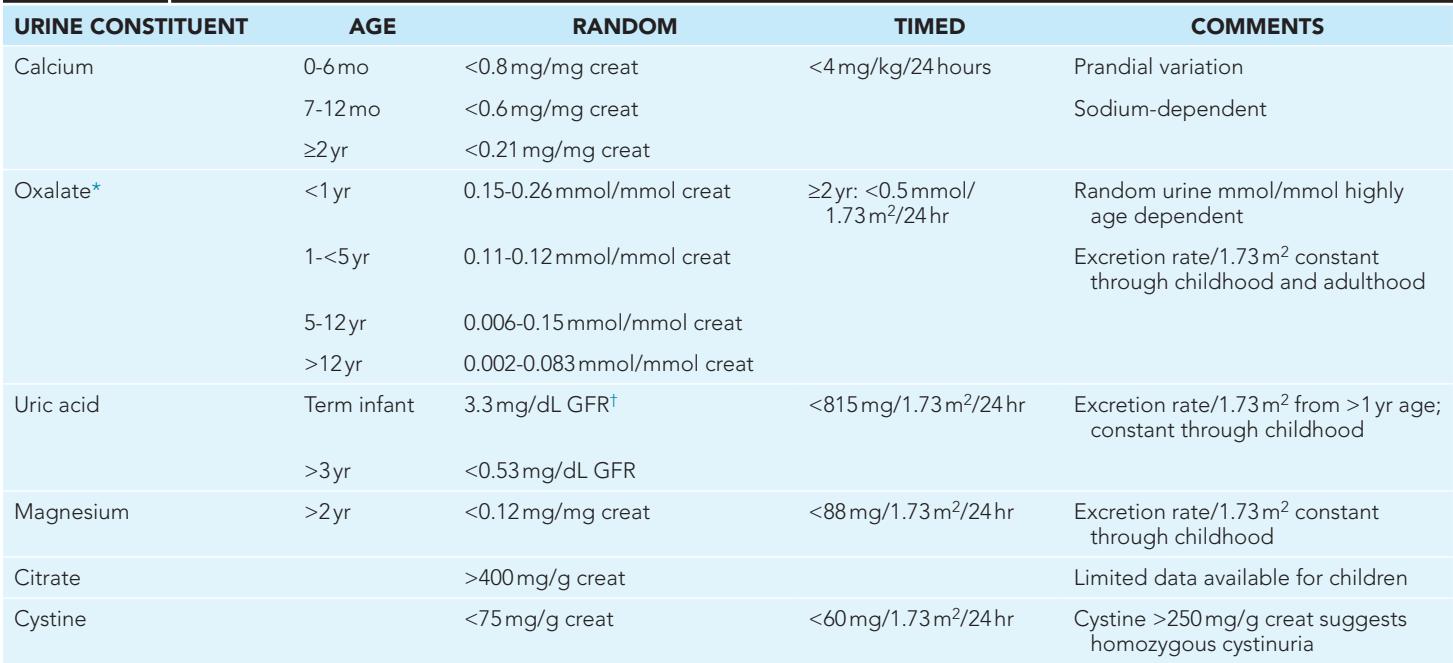 URINE CONSTITUENT AGE RANDOM TIMED COMMENTS
Calcium 0-6 mo <0.8 mg/mg creat <4 mg/kg/24 hours Prandial variation
7-12 mo <0.6 mg/mg creat Sodium-dependent
≥2 yr <0.21 mg/mg creat
Oxalate* <1 yr 0.15-0.26 mmol/mmol creat ≥2 yr: <0.5 mmol/ Random urine mmol/mmol highly
1.73 m²/24 hr age dependent
1-<5 yr 0.11-0.12 mmol/mmol creat Excretion rate/1.73 m² constant
through childhood and adulthood
5-12 yr 0.006-0.15 mmol/mmol creat
>12 yr 0.002-0.083 mmol/mmol creat
Uric acid Term infant 3.3 mg/dL GFR† <815 mg/1.73 m²/24 hr Excretion rate/1.73 m² from >1 yr age;
constant through childhood
>3 yr <0.53 mg/dL GFR
Magnesium >2 yr <0.12 mg/mg creat <88 mg/1.73 m²/24 hr Excretion rate/1.73 m² constant
through childhood
Citrate >400 mg/g creat Limited data available for children
Cystine <75 mg/g creat <60 mg/1.73 m²/24 hr Cystine >250 mg/g creat suggests
homozygous cystinuria